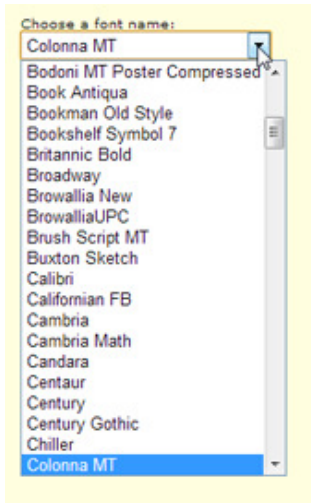 Choose a font name:
Colonna MT
Bodoni MT Poster Compressed
Book Antiqua
Bookman Old Style
Bookshelf Symbol 7
Britannic Bold
Broadway
Browallia New
BrowalliaUPC
Brush Script MT
Buxton Sketch
Calibri
Californian FB
Cambria
Cambria Math
Candara
Centaur
Century
Century Gothic
Chiller
Colonna MT